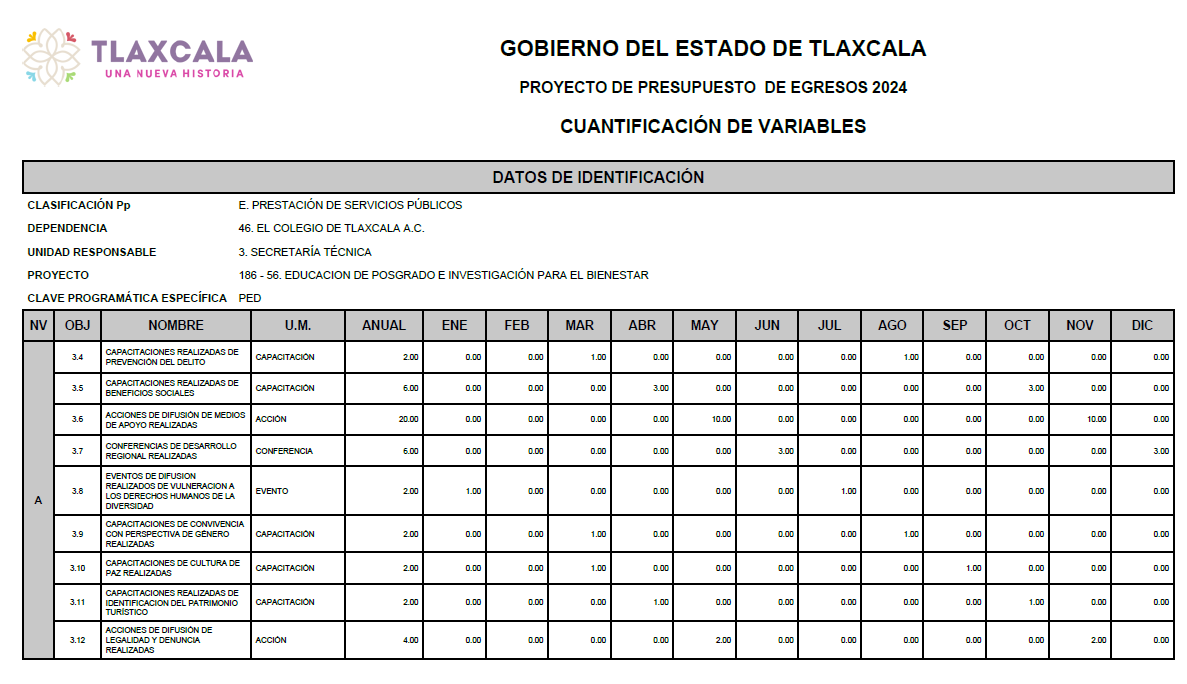 TLAXCALA
UNA NUEVA HISTORIA
GOBIERNO DEL ESTADO DE TLAXCALA
PROYECTO DE PRESUPUESTO DE EGRESOS 2024
CUANTIFICACIÓN DE VARIABLES
DATOS DE IDENTIFICACIÓN
CLASIFICACIÓN Pp E. PRESTACIÓN DE SERVICIOS PÚBLICOS
DEPENDENCIA 46. EL COLEGIO DE TLAXCALA A.C.
UNIDAD RESPONSABLE 3. SECRETARÍA TÉCNICA
PROYECTO 186 - 56. EDUCACION DE POSGRADO E INVESTIGACIÓN PARA EL BIENESTAR
CLAVE PROGRAMÁTICA ESPECÍFICA PED
NV OBJ NOMBRE U.M. ANUAL ENE FEB MAR ABR MAY JUN JUL AGO SEP OCT NOV DIC
A
3.4 CAPACITACIONES REALIZADAS DE
PREVENCIÓN DEL DELITO CAPACITACIÓN 2.00 0.00 0.00 1.00 0.00 0.00 0.00 0.00 1.00 0.00 0.00 0.00 0.00
3.5 CAPACITACIONES REALIZADAS DE
BENEFICIOS SOCIALES CAPACITACIÓN 6.00 0.00 0.00 0.00 3.00 0.00 0.00 0.00 0.00 0.00 3.00 0.00 0.00
3.6 ACCIONES DE DIFUSIÓN DE MEDIOS
DE APOYO REALIZADAS ACCIÓN 20.00 0.00 0.00 0.00 0.00 10.00 0.00 0.00 0.00 0.00 0.00 10.00 0.00
3.7 CONFERENCIAS DE DESARROLLO
REGIONAL REALIZADAS CONFERENCIA 6.00 0.00 0.00 0.00 0.00 0.00 3.00 0.00 0.00 0.00 0.00 0.00 3.00
3.8 EVENTOS DE DIFUSION
REALIZADOS DE VULNERACION A
LOS DERECHOS HUMANOS DE LA
DIVERSIDAD EVENTO 2.00 1.00 0.00 0.00 0.00 0.00 0.00 1.00 0.00 0.00 0.00 0.00 0.00
3.9 CAPACITACIONES DE CONVIVENCIA
CON PERSPECTIVA DE GÉNERO
REALIZADAS CAPACITACIÓN 2.00 0.00 0.00 1.00 0.00 0.00 0.00 0.00 1.00 0.00 0.00 0.00 0.00
3.10 CAPACITACIONES DE CULTURA DE
PAZ REALIZADAS CAPACITACIÓN 2.00 0.00 0.00 1.00 0.00 0.00 0.00 0.00 0.00 1.00 0.00 0.00 0.00
3.11 CAPACITACIONES REALIZADAS DE
IDENTIFICACION DEL PATRIMONIO
TURÍSTICO CAPACITACIÓN 2.00 0.00 0.00 0.00 1.00 0.00 0.00 0.00 0.00 0.00 1.00 0.00 0.00
3.12 ACCIONES DE DIFUSIÓN DE
LEGALIDAD Y DENUNCIA
REALIZADAS ACCIÓN 4.00 0.00 0.00 0.00 0.00 2.00 0.00 0.00 0.00 0.00 0.00 2.00 0.00